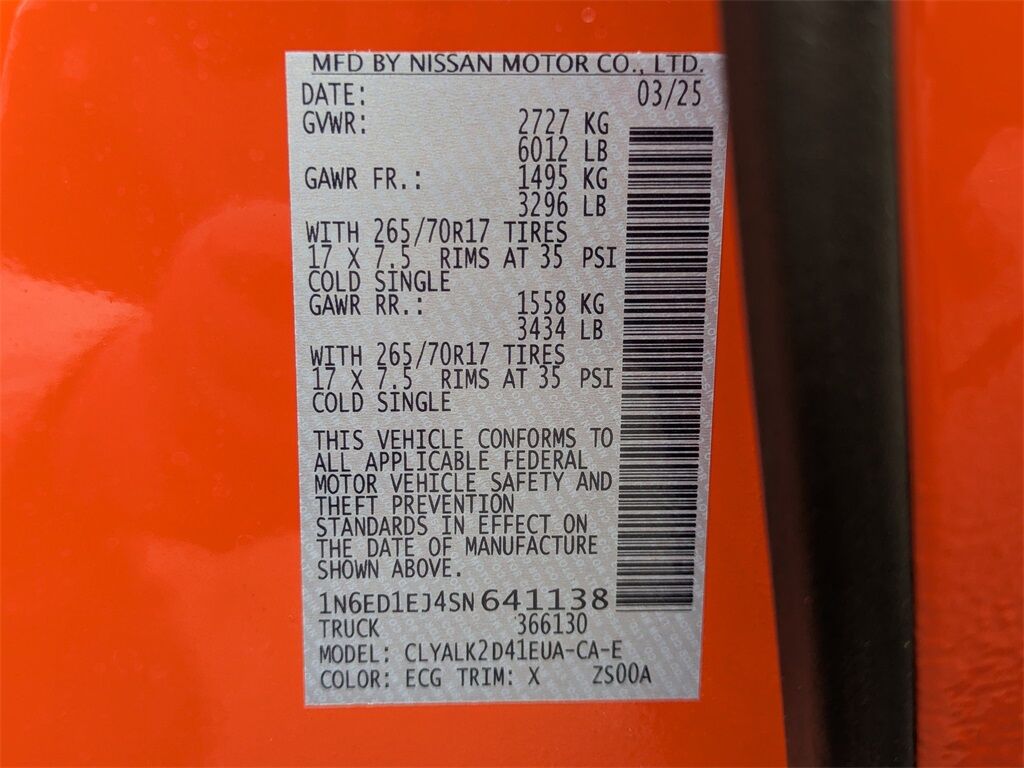 MFD BY NISSAN MOTOR CO., LTD.
DATE: 03/25
GVWR: 2727 KG
6012 LB
GAWR FR.: 1495 KG
3296 LB
WITH 265/70R17 TIRES
17 X 7.5 RIMS AT 35 PSI
COLD SINGLE
GAWR RR.: 1558 KG
3434 LB
WITH 265/70R17 TIRES
17 X 7.5 RIMS AT 35 PSI
COLD SINGLE
THIS VEHICLE CONFORMS TO
ALL APPLICABLE FEDERAL
MOTOR VEHICLE SAFETY AND
THEFT PREVENTION
STANDARDS IN EFFECT ON
THE DATE OF MANUFACTURE
SHOWN ABOVE.
1N6ED1EJ4SN641138
TRUCK 366130
MODEL: CLYALK2D41EUA-CA-E
COLOR: ECG TRIM: X ZS00A